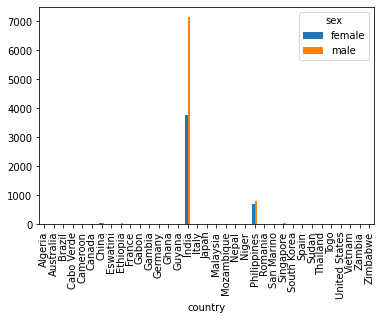 7000
6000
5000
4000
3000
2000
1000
0
sex
female
male
Algeria
Australia
Brazil
Cabo Verde
Cameroon
Canada
China
Eswatini
Ethiopia
France
Gabon
Gambia
Germany
Ghana
Guyana
India
Italy
Japan
Malaysia
Mozambique
Nepal
Niger
Philippines
Romania
San Marino
Singapore
South Korea
Spain
Sudan
Thailand
Togo
United States
Vietnam
Zambia
Zimbabwe
country